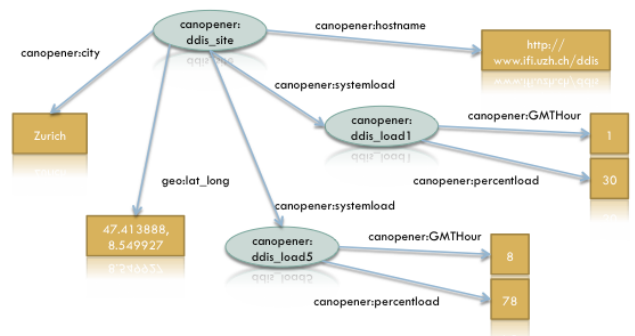 canopener:
ddis_site
canopener:hostname
http://
www.ifi.uzh.ch/ddis
canopener:city
canopener:systemload
canopener:GMTHour
canopener:
ddis_load1
1
Zurich
canopener:percentload
30
geo:lat_long
canopener:systemload
47.413888,
8.549927
canopener:
ddis_load5
canopener:GMTHour
8
canopener:percentload
78